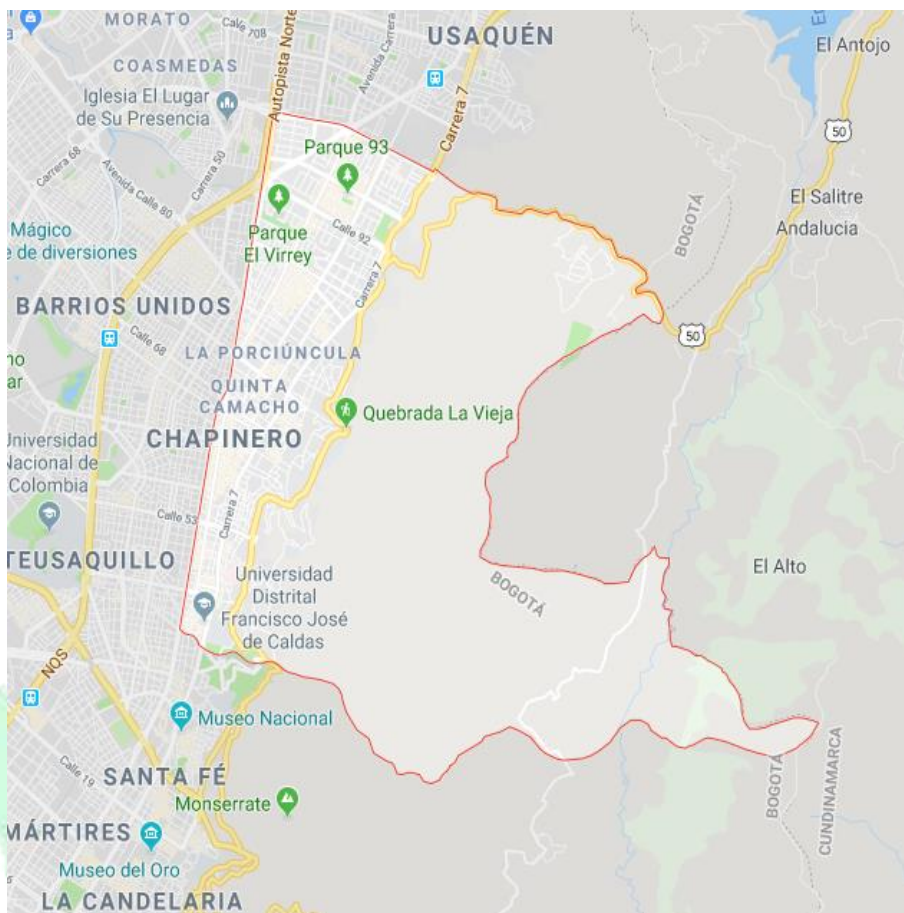 MORATO
Calle 708
Autopista Norte
Avenida Carrera
USAQUÉN
El Antojo
COASMEDAS
Iglesia El Lugar
de Su Presencia
Carrera 50
Carrera 7
50
Carrera 68
Avenida Calle 80
Parque 93
El Salitre
Andalucia
BOGOTÁ
Mágico
e de diversiones
Parque
El Virrey
Calle 92
Carrera 7
BARRIOS UNIDOS
Calle 68
50
LA PORCIÚNCULA
QUINTA
CAMACHO
Quebrada La Vieja
CHAPINERO
Universidad
Nacional de
Colombia
Calle 53
Carrera 7
TEUSAQUILLO
El Alto
Universidad
Distrital
Francisco José
de Caldas
BOGOTÁ
NQS
Museo Nacional
Calle 19
SANTA FÉ
Monserrate
BOGOTÁ
CUNDINAMARCA
MÁRTIRES
Museo del Oro
LA CANDELARIA